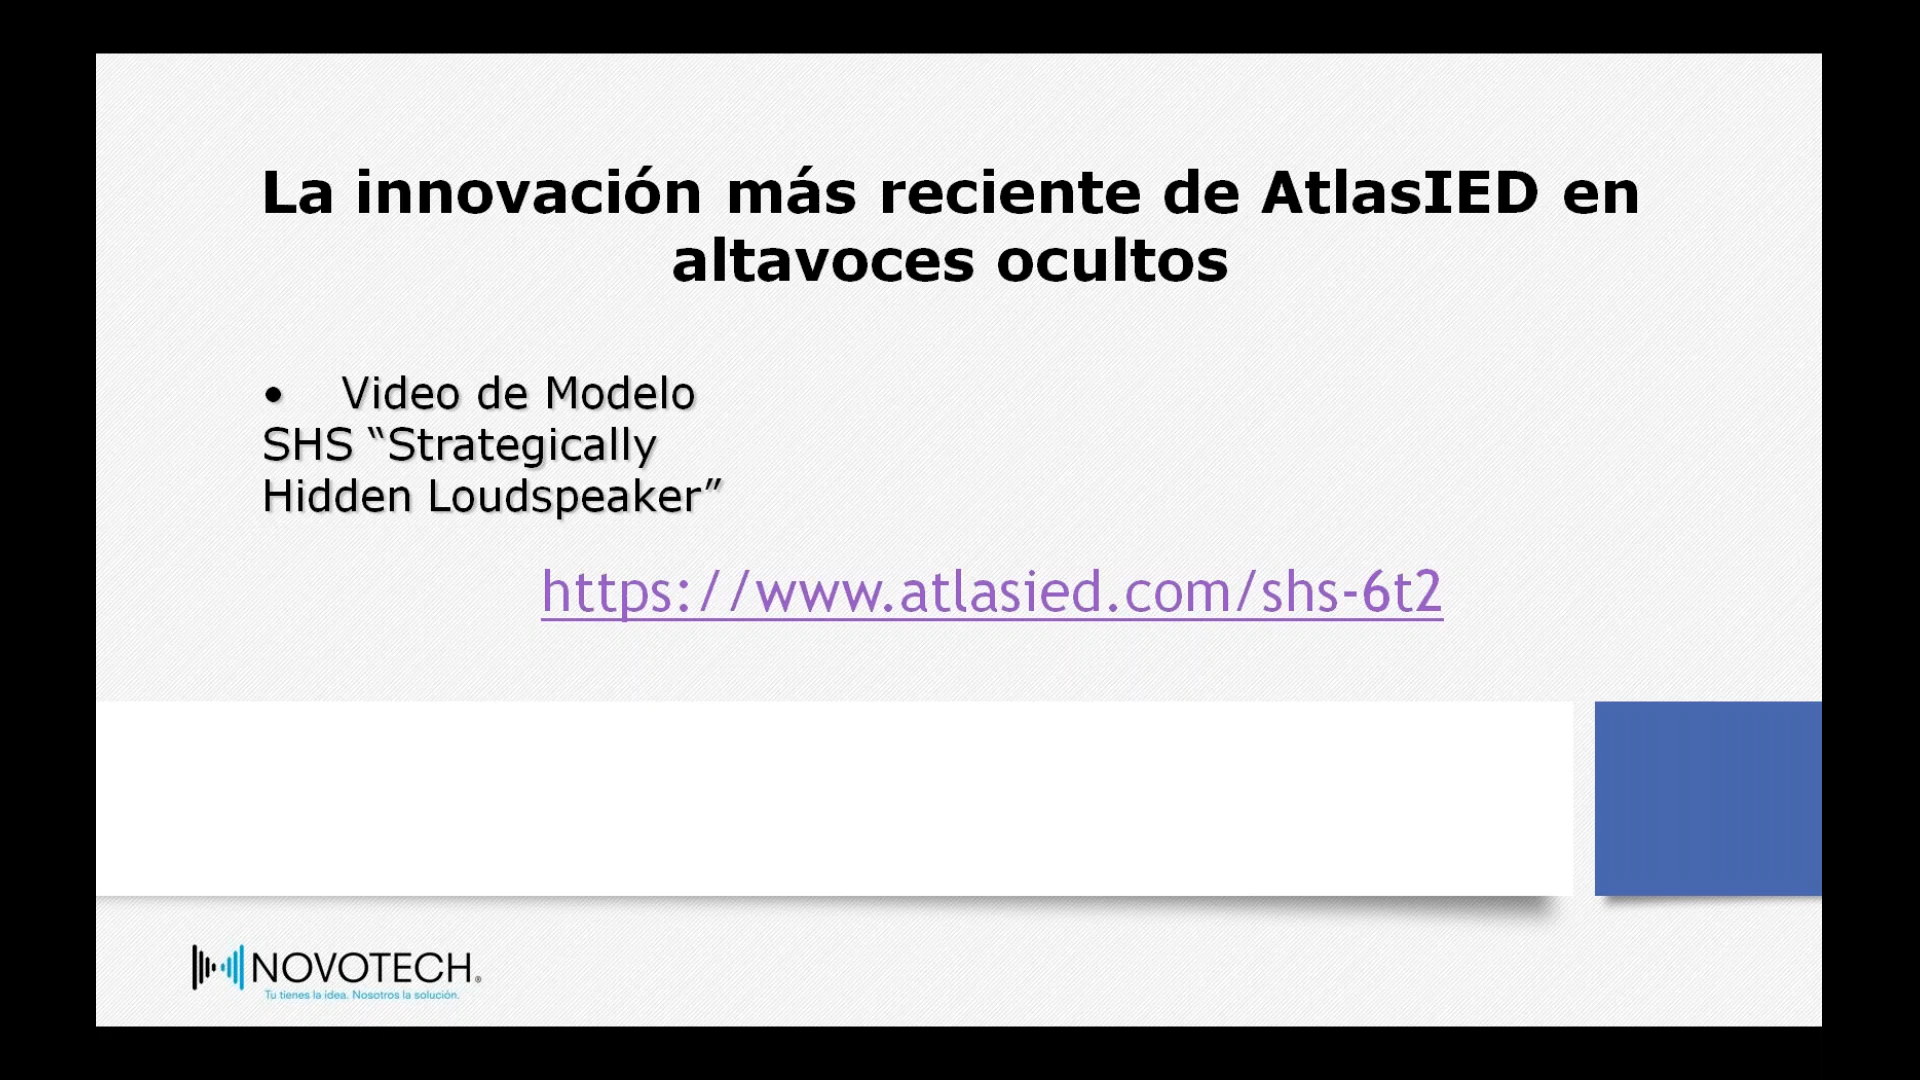 La innovación más reciente de AtlasIED en
altavoces ocultos
• Video de Modelo
SHS “Strategically
Hidden Loudspeaker”
https://www.atlasied.com/shs-6t2
NOVOTECH®
Tu tienes la idea. Nosotros la solución.